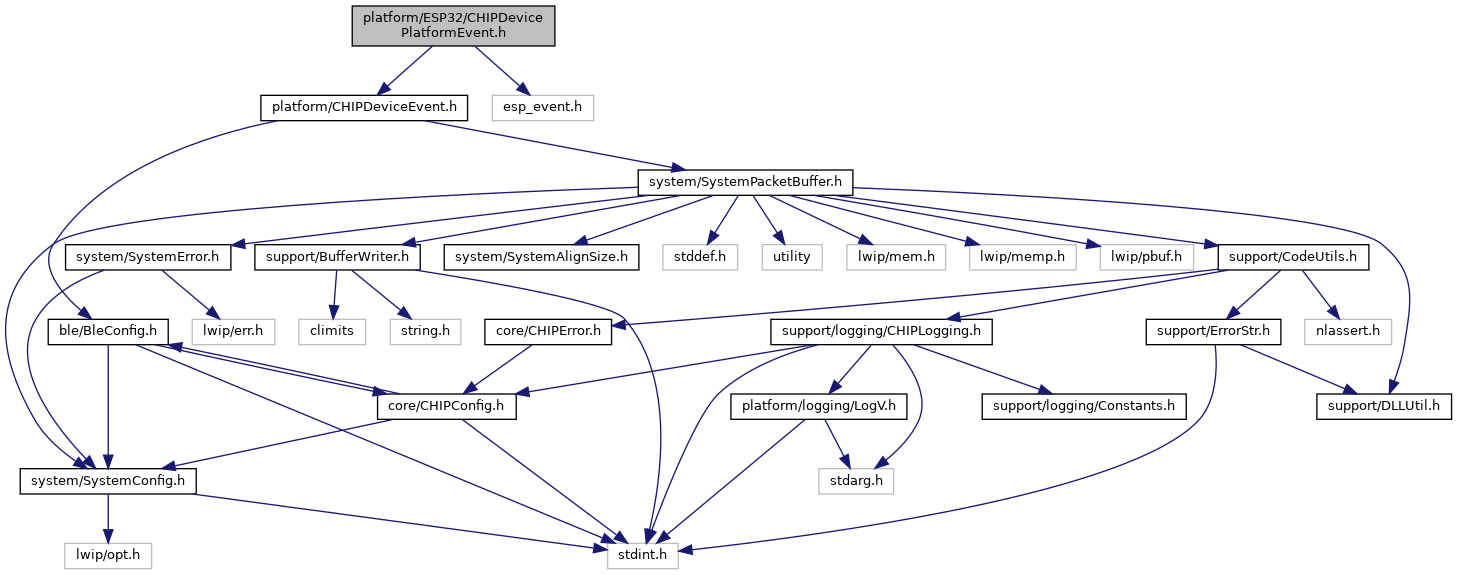 platform/ESP32/CHIPDevice
PlatformEvent.h
platform/CHIPDeviceEvent.h
esp_event.h
system/SystemPacketBuffer.h
system/SystemError.h
support/BufferWriter.h
system/SystemAlignSize.h
stddef.h
utility
lwip/mem.h
lwip/memp.h
lwip/pbuf.h
support/CodeUtils.h
ble/BleConfig.h
lwip/err.h
climits
string.h
core/CHIPError.h
support/logging/CHIPLogging.h
support/ErrorStr.h
nlassert.h
core/CHIPConfig.h
platform/logging/LogV.h
support/logging/Constants.h
support/DLLUtil.h
system/SystemConfig.h
stdarg.h
lwip/opt.h
stdint.h